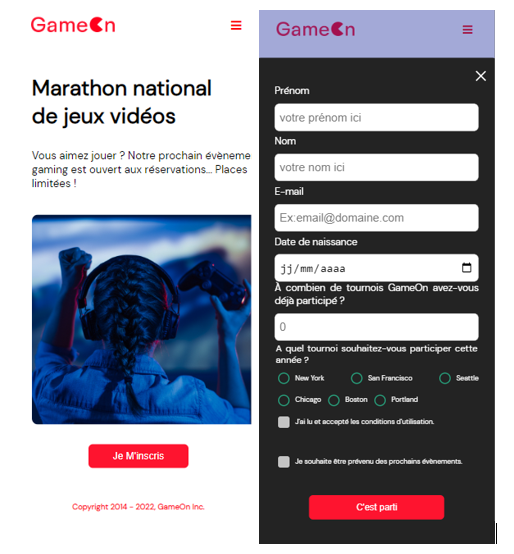 GameOn
Marathon national
de jeux vidéos
Vous aimez jouer ? Notre prochain évèneme
gaming est ouvert aux réservations... Places
limitées !
Je M'inscris
Copyright 2014 - 2022, GameOn Inc.
GameOn
Prénom
votre prénom ici
Nom
votre nom ici
E-mail
Ex:email@domaine.com
Date de naissance
jj/mm/aaaa
À combien de tournois GameOn avez-vous
déjà participé ?
0
A quel tournoi souhaitez-vous participer cette
année ?
New York San Francisco Seattle
Chicago Boston Portland
J'ai lu et accepté les conditions d'utilisation.
Je souhaite être prévenu des prochains évènements.
C'est parti